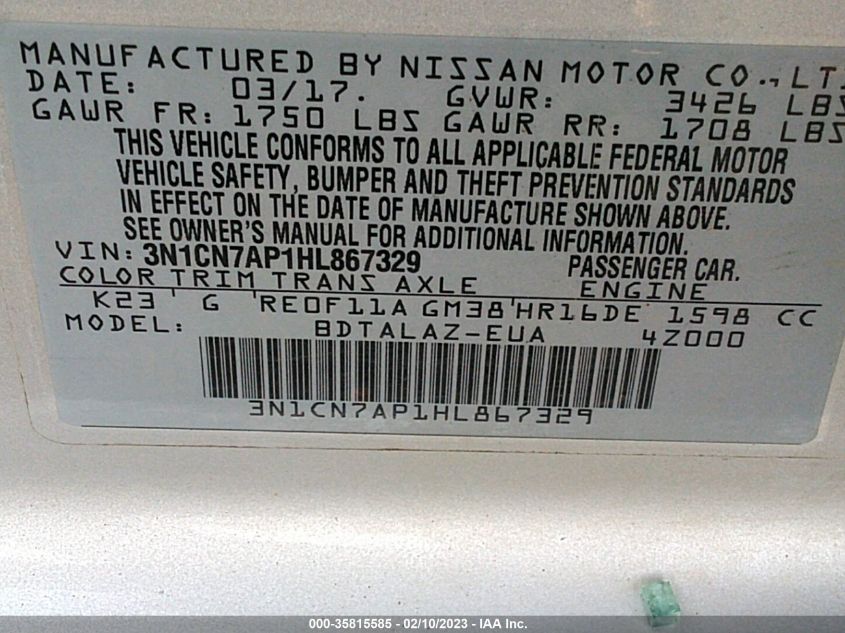 MANUFACTURED BY NISSAN MOTOR CO., LT
DATE: 03/17. GVWR: 3426 LBS
GAWR FR: 1750 LBS GAWR RR: 1708 LBS
THIS VEHICLE CONFORMS TO ALL APPLICABLE FEDERAL MOTOR
VEHICLE SAFETY, BUMPER AND THEFT PREVENTION STANDARDS
IN EFFECT ON THE DATE OF MANUFACTURE SHOWN ABOVE.
SEE OWNER'S MANUAL FOR ADDITIONAL INFORMATION.
VIN: 3N1CN7AP1HL867329 PASSENGER CAR.
COLOR TRIM TRANS AXLE ENGINE
K23 G RE0F11A GM38 HR16DE 1598 CC
MODEL: BDTALAZ-EUA 4Z000
3N1CN7AP1HL867329
000-35815585 - 02/10/2023 - IAA Inc.